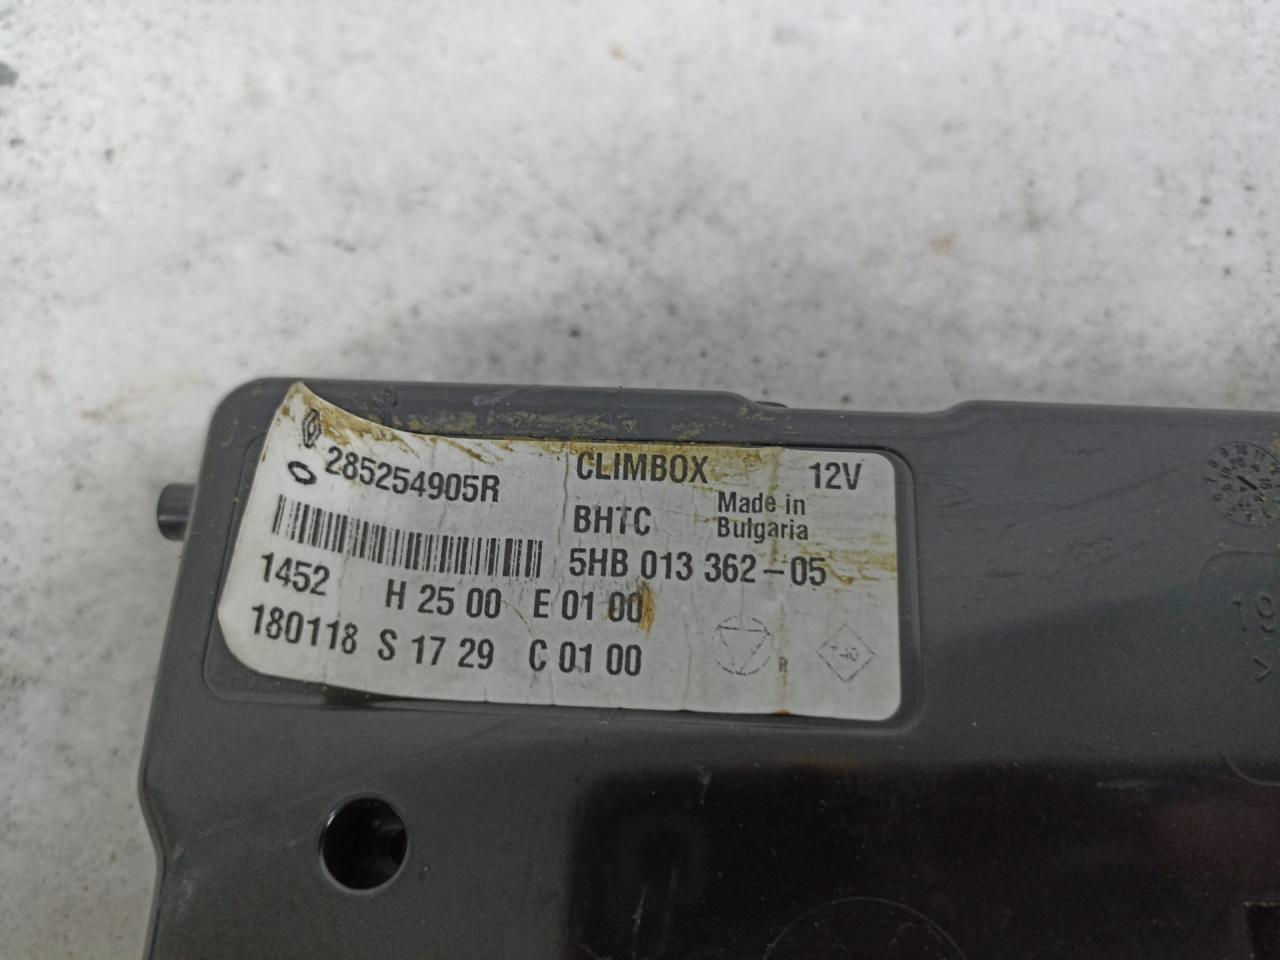 285254905R
CLIMBOX 12V
BHTC Made in Bulgaria
5HB 013 362-05
1452 H 25 00 E 01 00
180118 S 17 29 C 01 00
R